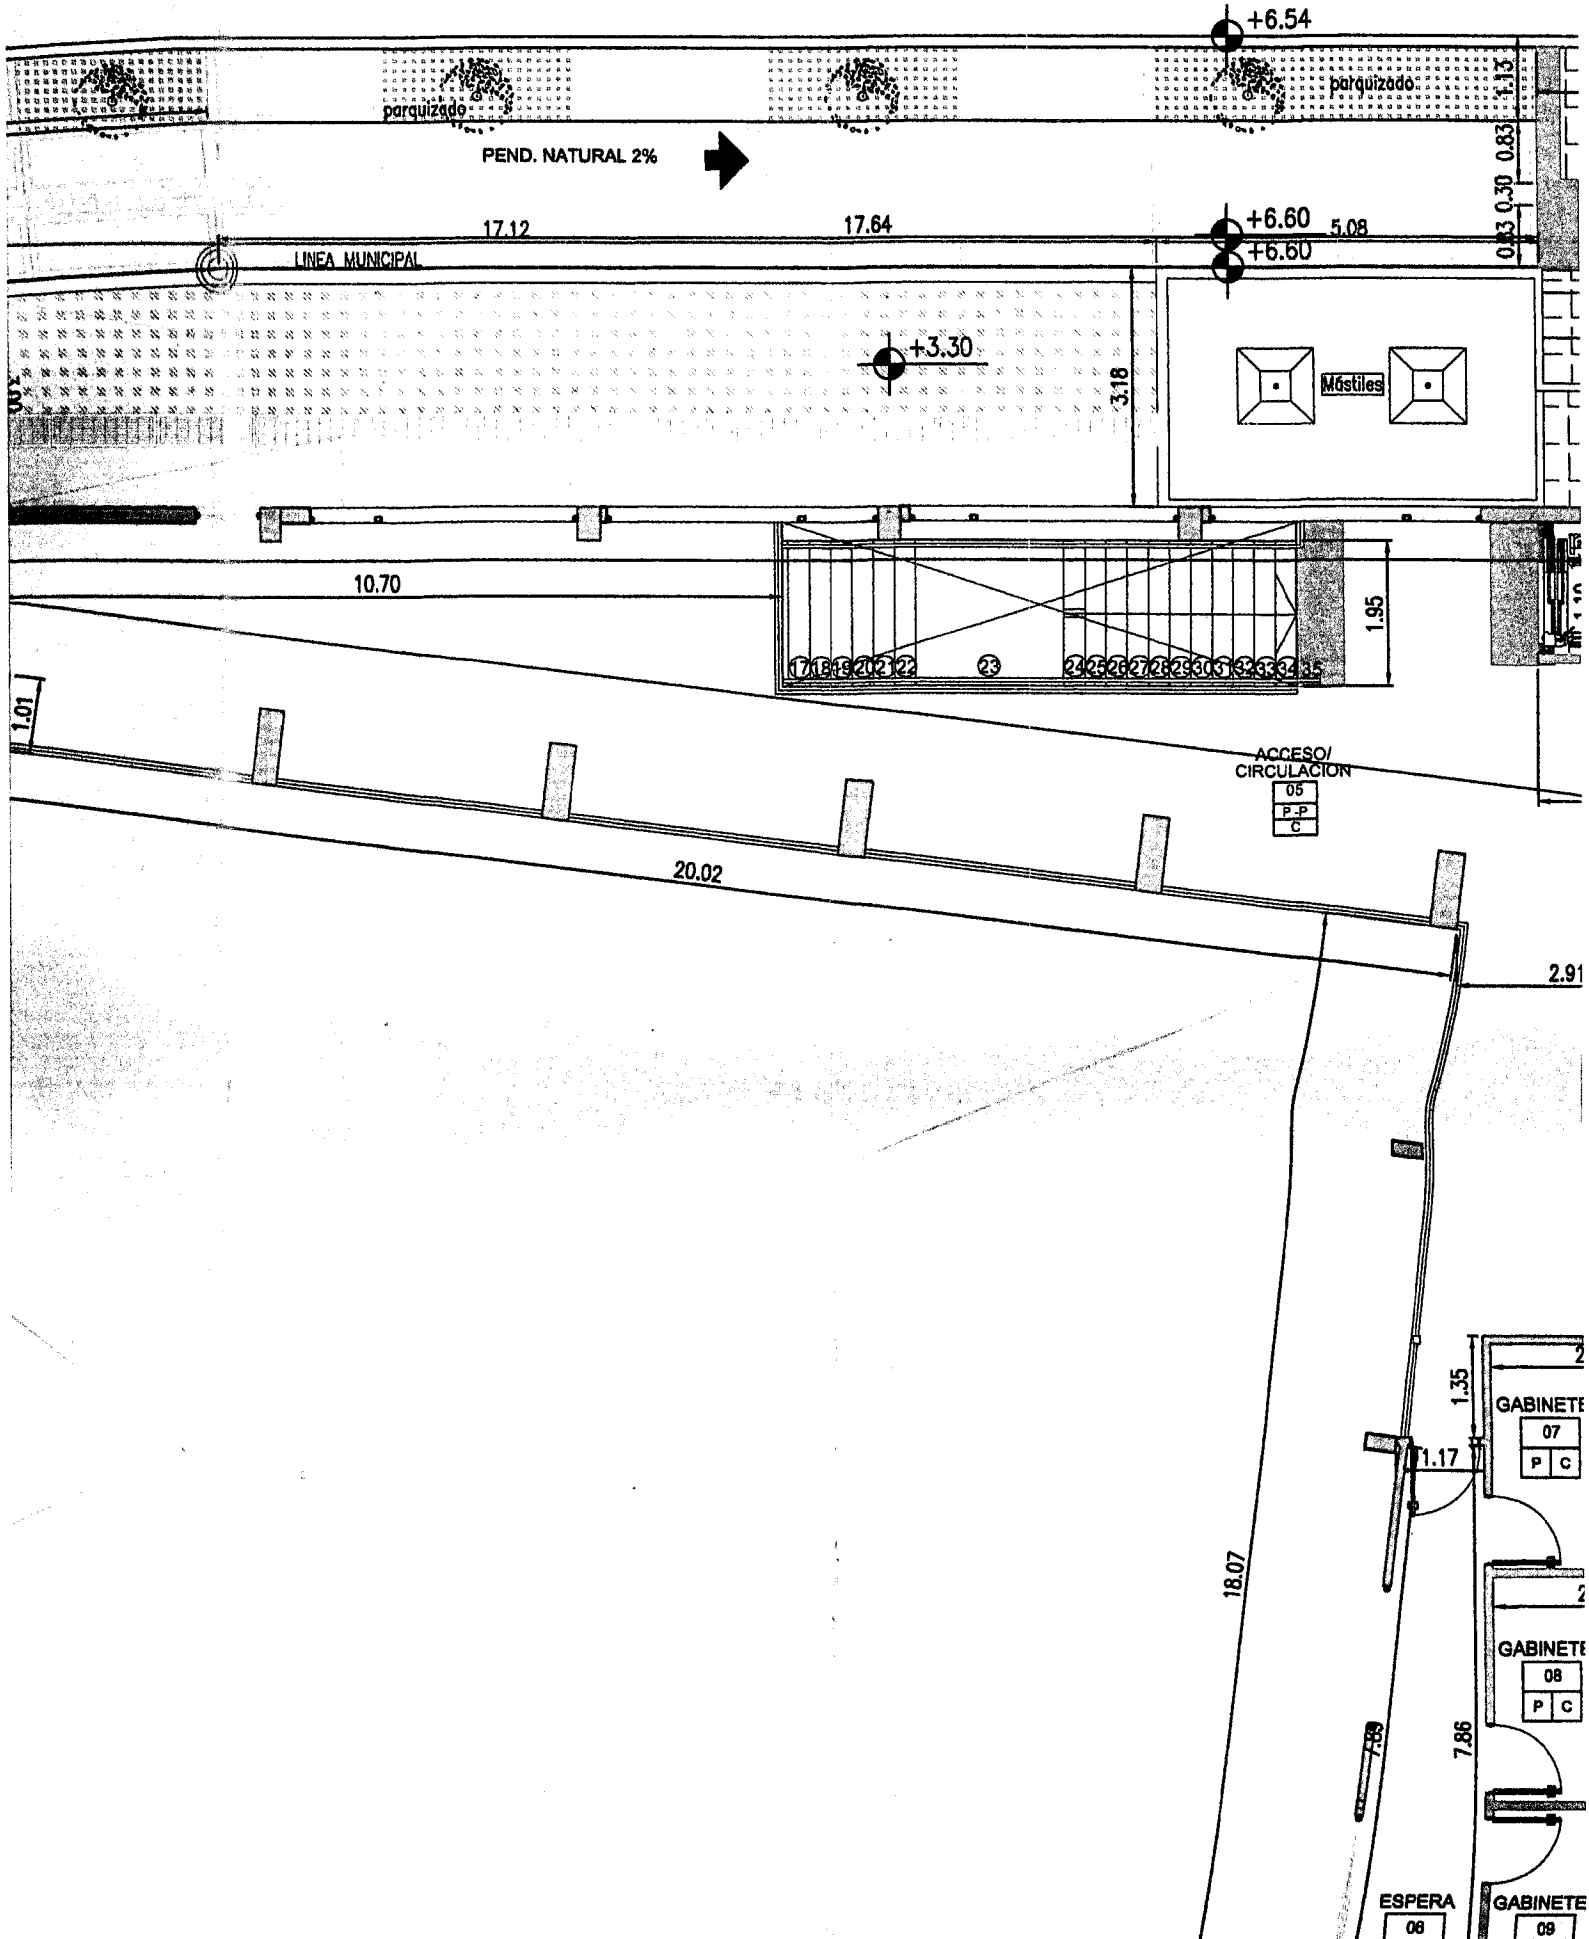 +6.54
parquizado
parquizado
1.13
PEND. NATURAL 2%
0.83
0.30
17.12
17.64
+6.60
5.08
0.83
LINEA MUNICIPAL
+6.60
+3.30
3.18
Mástiles
10.70
1.95
1.10
17 18 19 20 21 22 23 24 25 26 27 28 29 30 31 32 33 34 35
1.01
ACCESO/
CIRCULACION
05
P-P
C
20.02
2.91
1.35
GABINETE
07
P C
1.17
18.07
GABINETE
08
P C
7.86
ESPERA
06
GABINETE
09